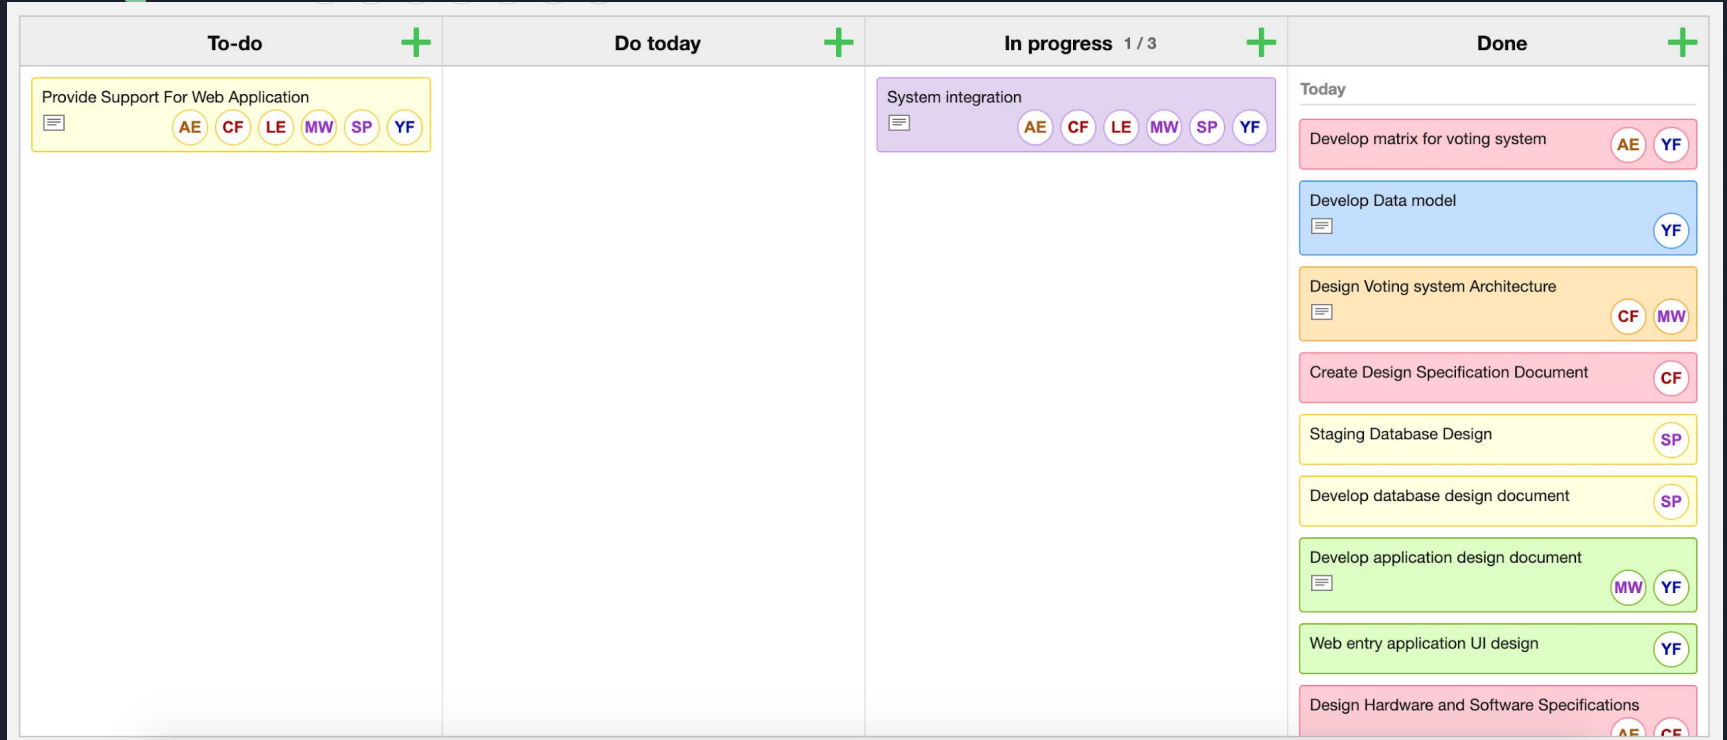 To-do
Do today
In progress 1 / 3
Done
Provide Support For Web Application
AE CF LE MW SP YF
System integration
AE CF LE MW SP YF
Today
Develop matrix for voting system
AE YF
Develop Data model
YF
Design Voting system Architecture
CF MW
Create Design Specification Document
CF
Staging Database Design
SP
Develop database design document
SP
Develop application design document
MW YF
Web entry application UI design
YF
Design Hardware and Software Specifications
AE CF